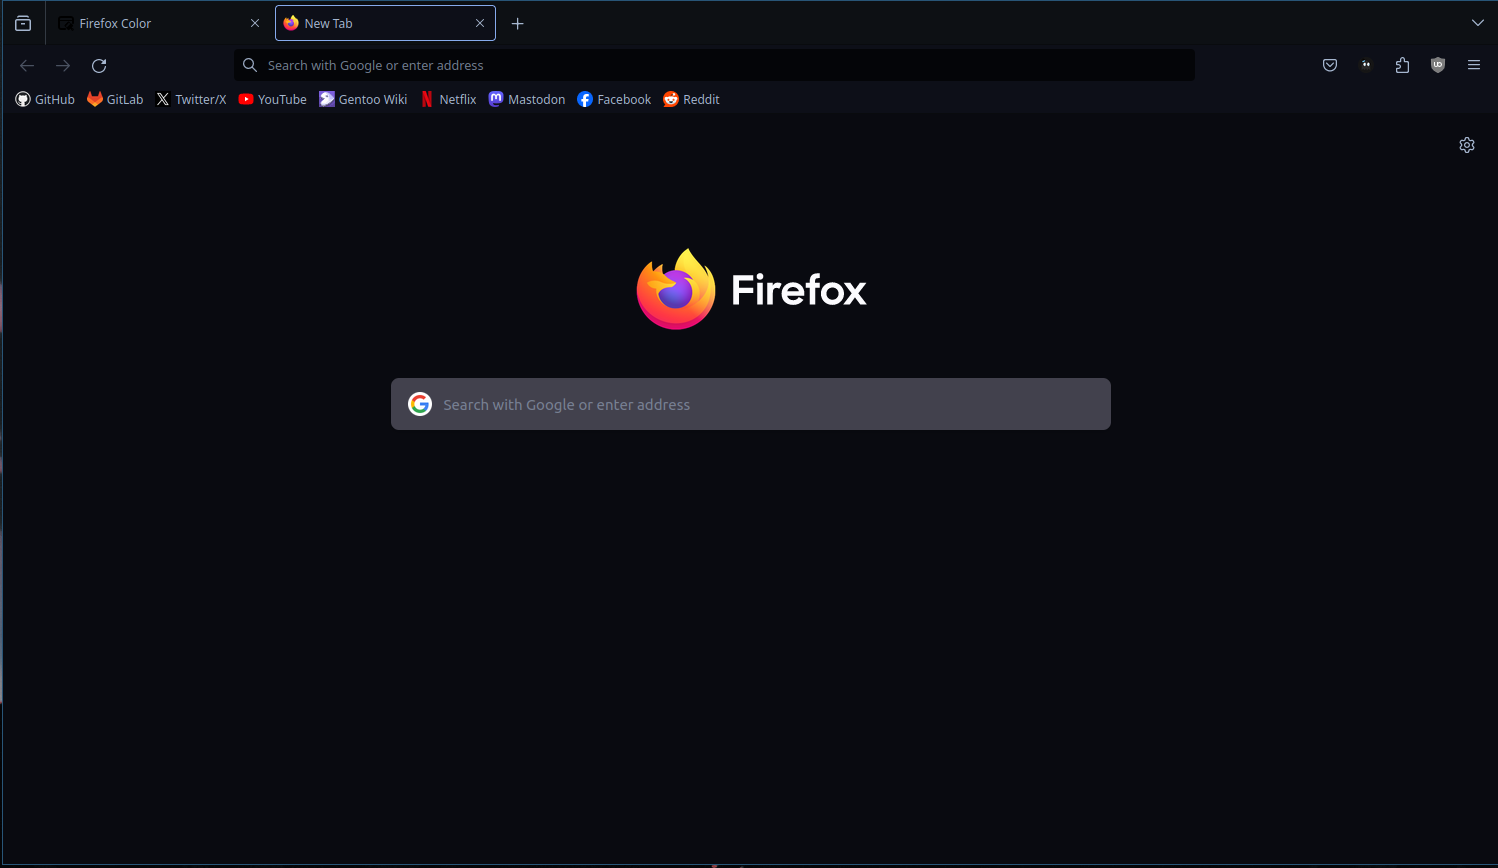 Firefox Color New Tab
Search with Google or enter address
GitHub GitLab Twitter/X YouTube Gentoo Wiki Netflix Mastodon Facebook Reddit
Firefox
Search with Google or enter address